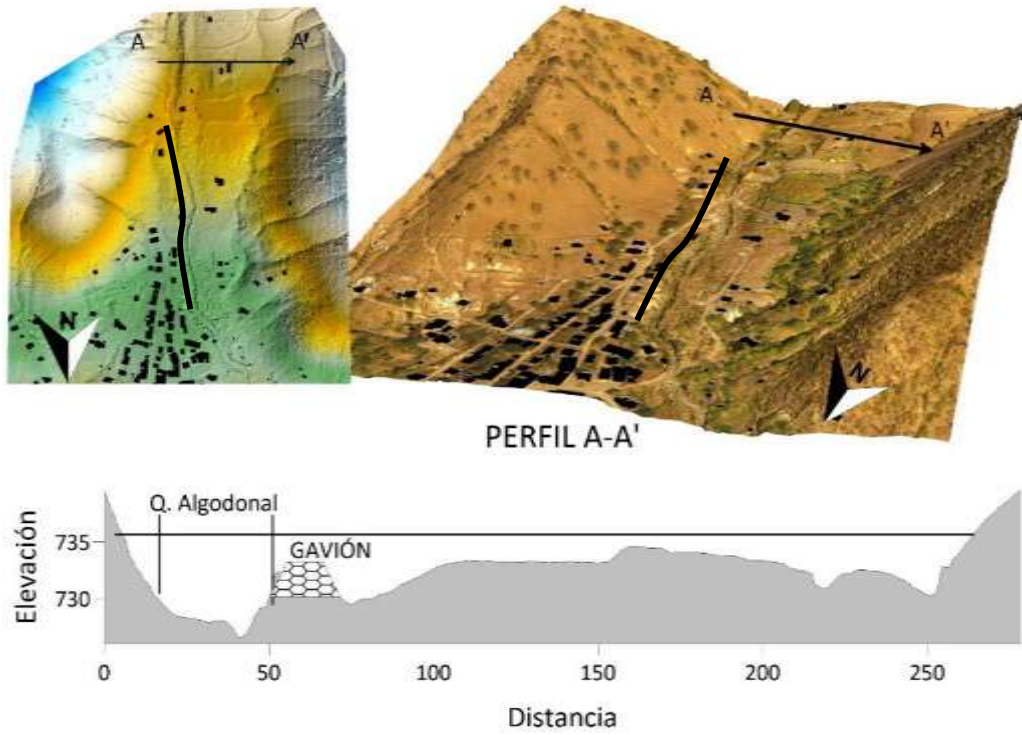 A
A'
N
A
A'
N
PERFIL A-A'
Q. Algodonal
GAVIÓN
Elevación
735
730
0
50
100
150
200
250
Distancia